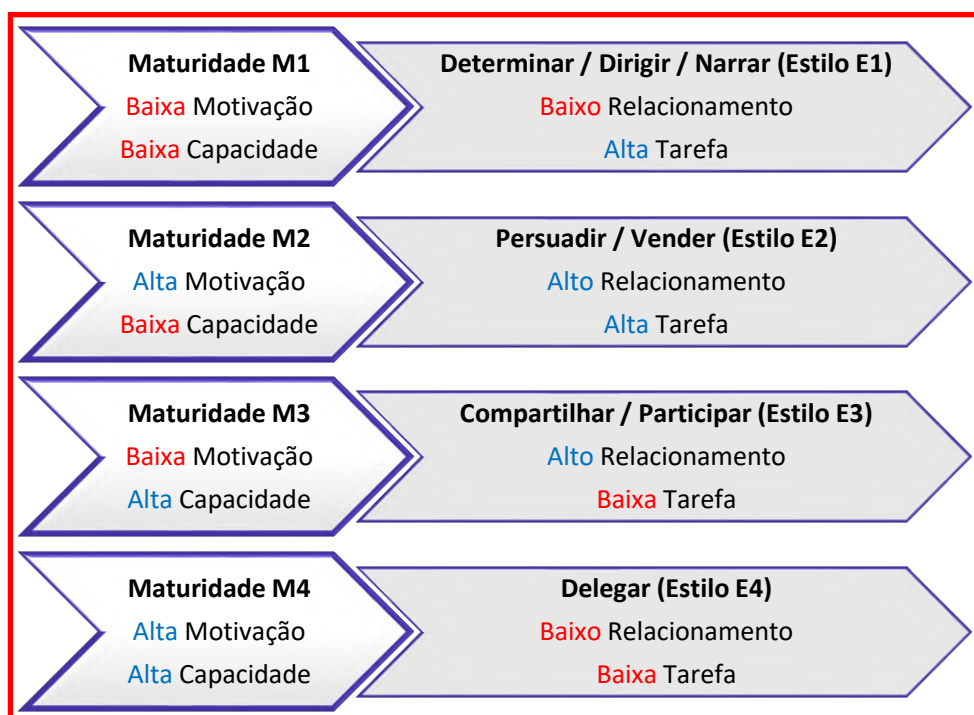 Maturidade M1
Baixa Motivação
Baixa Capacidade
Determinar / Dirigir / Narrar (Estilo E1)
Baixo Relacionamento
Alta Tarefa
Maturidade M2
Alta Motivação
Baixa Capacidade
Persuadir / Vender (Estilo E2)
Alto Relacionamento
Alta Tarefa
Maturidade M3
Baixa Motivação
Alta Capacidade
Compartilhar / Participar (Estilo E3)
Alto Relacionamento
Baixa Tarefa
Maturidade M4
Alta Motivação
Alta Capacidade
Delegar (Estilo E4)
Baixo Relacionamento
Baixa Tarefa